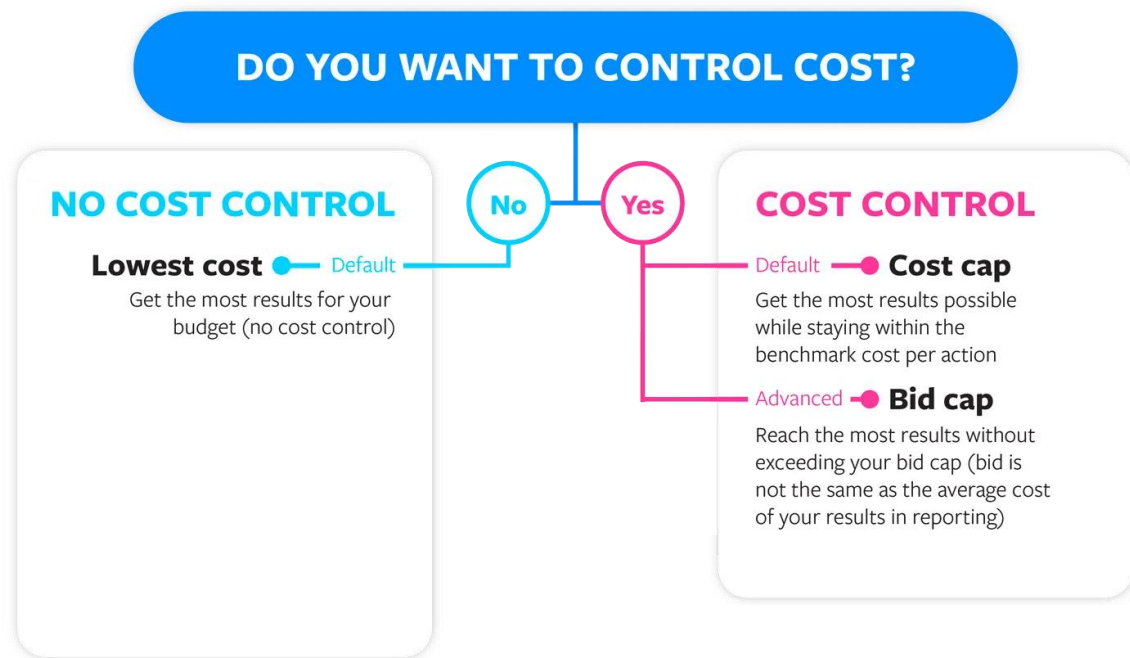 DO YOU WANT TO CONTROL COST?
No
Yes
NO COST CONTROL
Lowest cost
Default
Get the most results for your
budget (no cost control)
COST CONTROL
Default
Cost cap
Get the most results possible
while staying within the
benchmark cost per action
Advanced
Bid cap
Reach the most results without
exceeding your bid cap (bid is
not the same as the average cost
of your results in reporting)